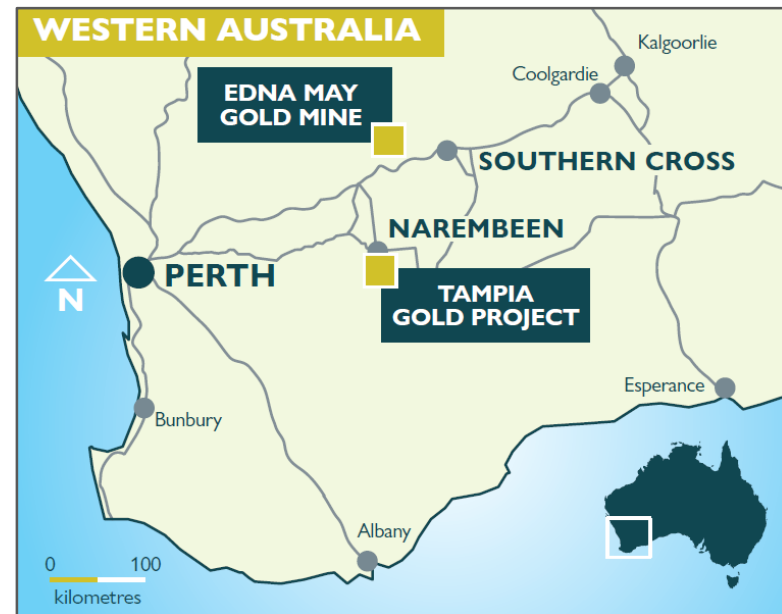 WESTERN AUSTRALIA
Kalgoorlie
Coolgardie
EDNA MAY
GOLD MINE
SOUTHERN CROSS
NAREMBEEN
PERTH
N
TAMPIA
GOLD PROJECT
Esperance
Bunbury
Albany
0 100
kilometres